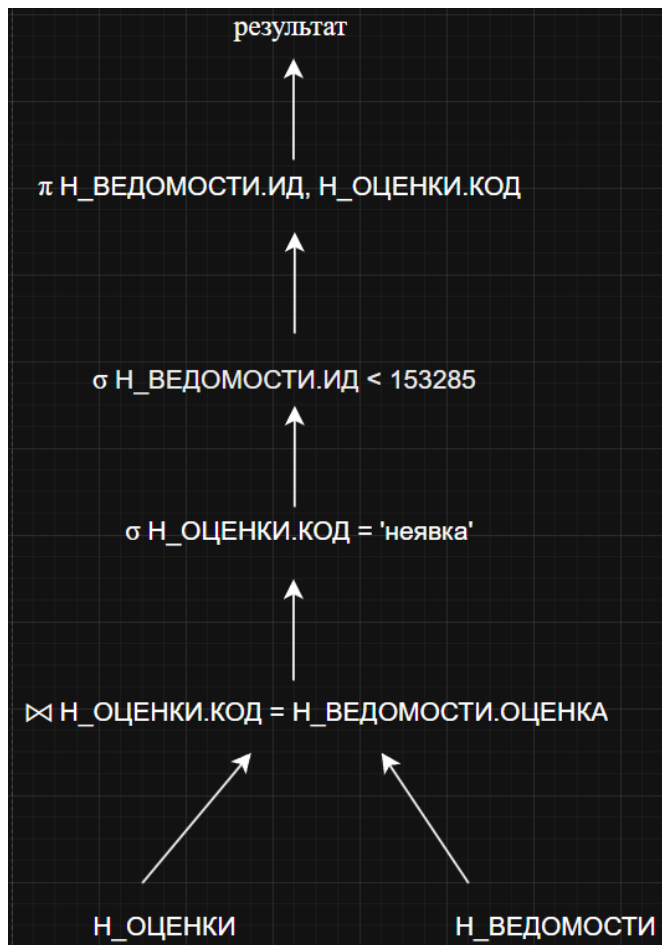 результат
π Н_ВЕДОМОСТИ.ИД, Н_ОЦЕНКИ.КОД
σ Н_ВЕДОМОСТИ.ИД < 153285
σ Н_ОЦЕНКИ.КОД = 'неявка'
⋈ Н_ОЦЕНКИ.КОД = Н_ВЕДОМОСТИ.ОЦЕНКА
Н_ОЦЕНКИ
Н_ВЕДОМОСТИ